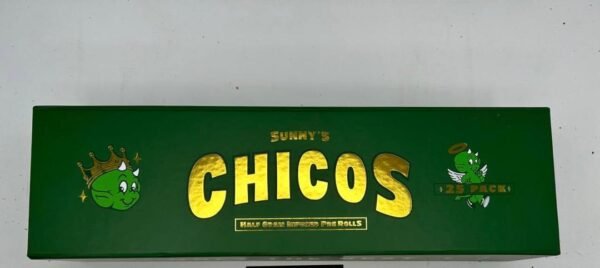 SUNNY'S
CHICOS
25 PACK
HALF GRAM INFUSED PRE ROLLS